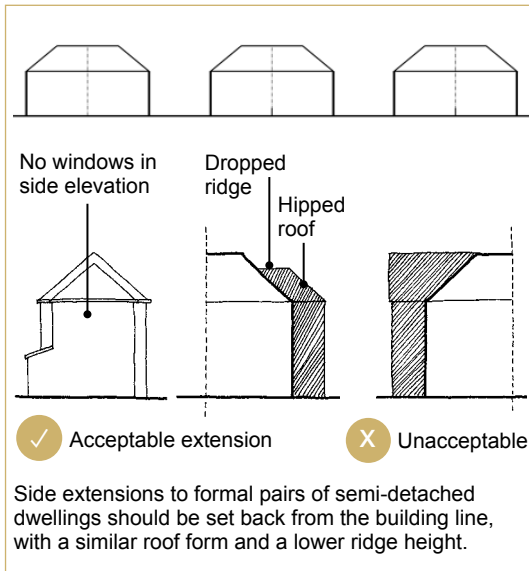 No windows in
side elevation
Dropped
ridge
Hipped
roof
✓ Acceptable extension
X Unacceptable
Side extensions to formal pairs of semi-detached
dwellings should be set back from the building line,
with a similar roof form and a lower ridge height.